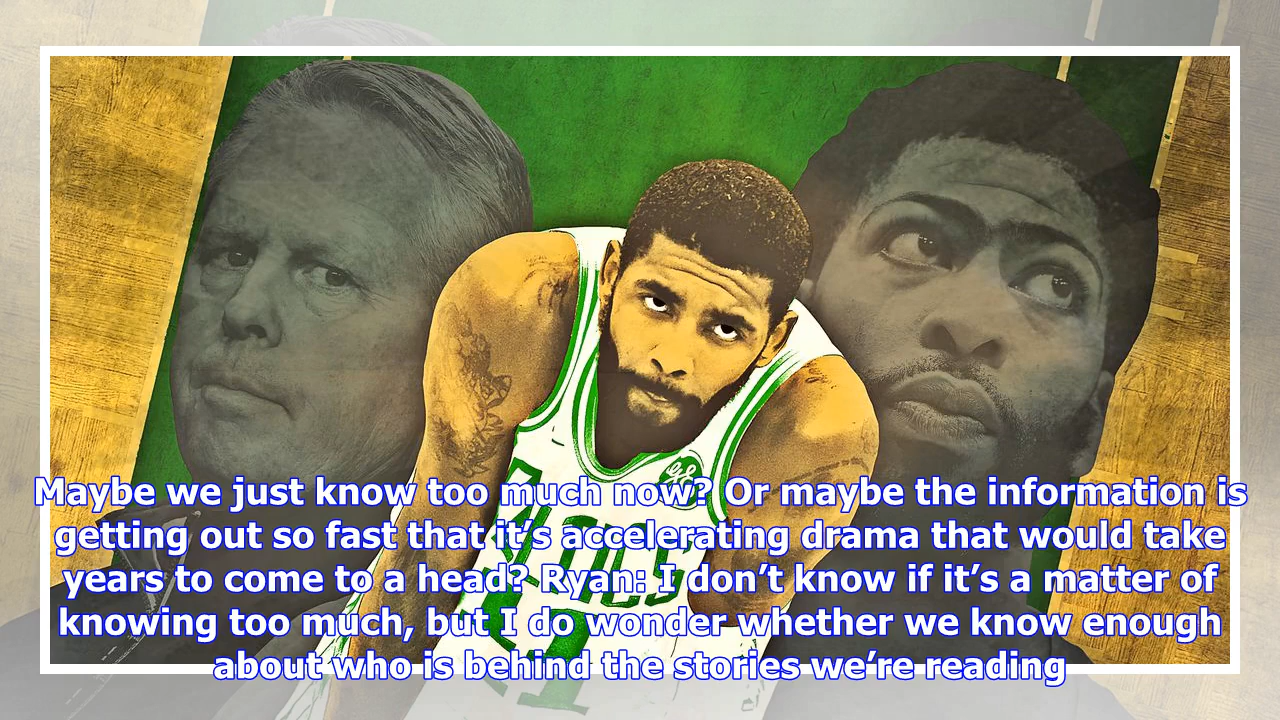 Maybe we just know too much now? Or maybe the information is
getting out so fast that it’s accelerating drama that would take
years to come to a head? Ryan: I don’t know if it’s a matter of
knowing too much, but I do wonder whether we know enough
about who is behind the stories we’re reading